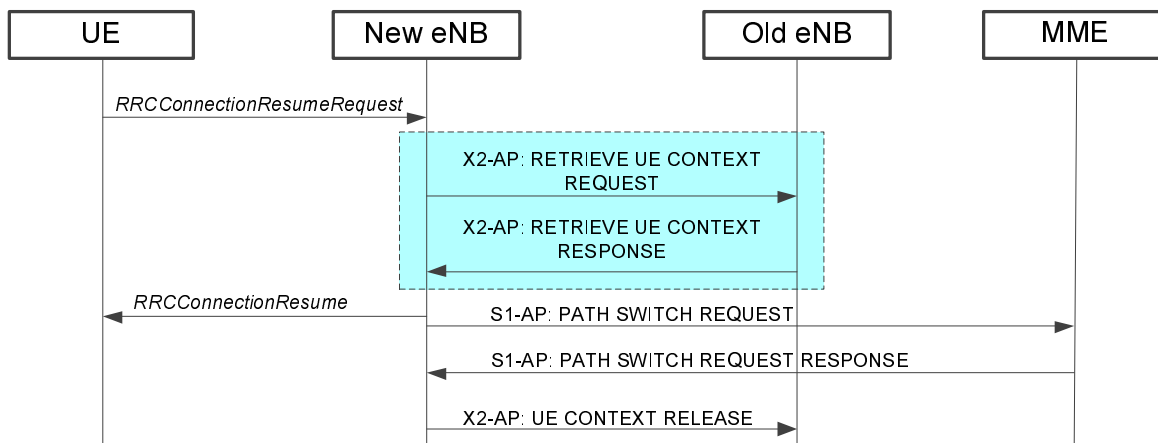 UE
New eNB
Old eNB
MME
RRCConnectionResumeRequest
X2-AP: RETRIEVE UE CONTEXT
REQUEST
X2-AP: RETRIEVE UE CONTEXT
RESPONSE
RRCConnectionResume
S1-AP: PATH SWITCH REQUEST
S1-AP: PATH SWITCH REQUEST RESPONSE
X2-AP: UE CONTEXT RELEASE